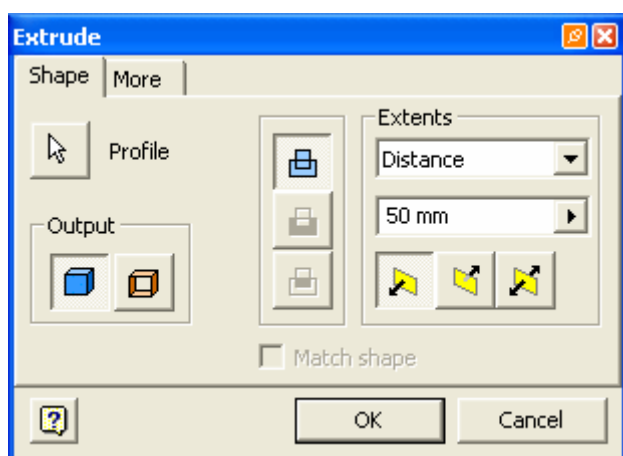 Extrude
Shape
More
Profile
Output
Extents
Distance
50 mm
Match shape
?
OK
Cancel